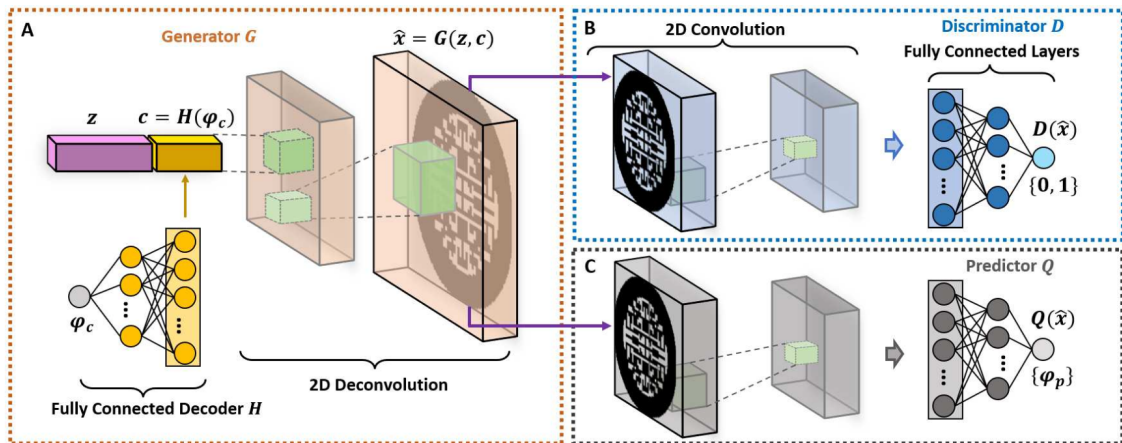 A
Generator G
x̂ = G(z, c)
z
c = H(φc)
φc
Fully Connected Decoder H
2D Deconvolution
B
2D Convolution
Discriminator D
Fully Connected Layers
D(x̂)
{0, 1}
C
Predictor Q
Q(x̂)
{φp}